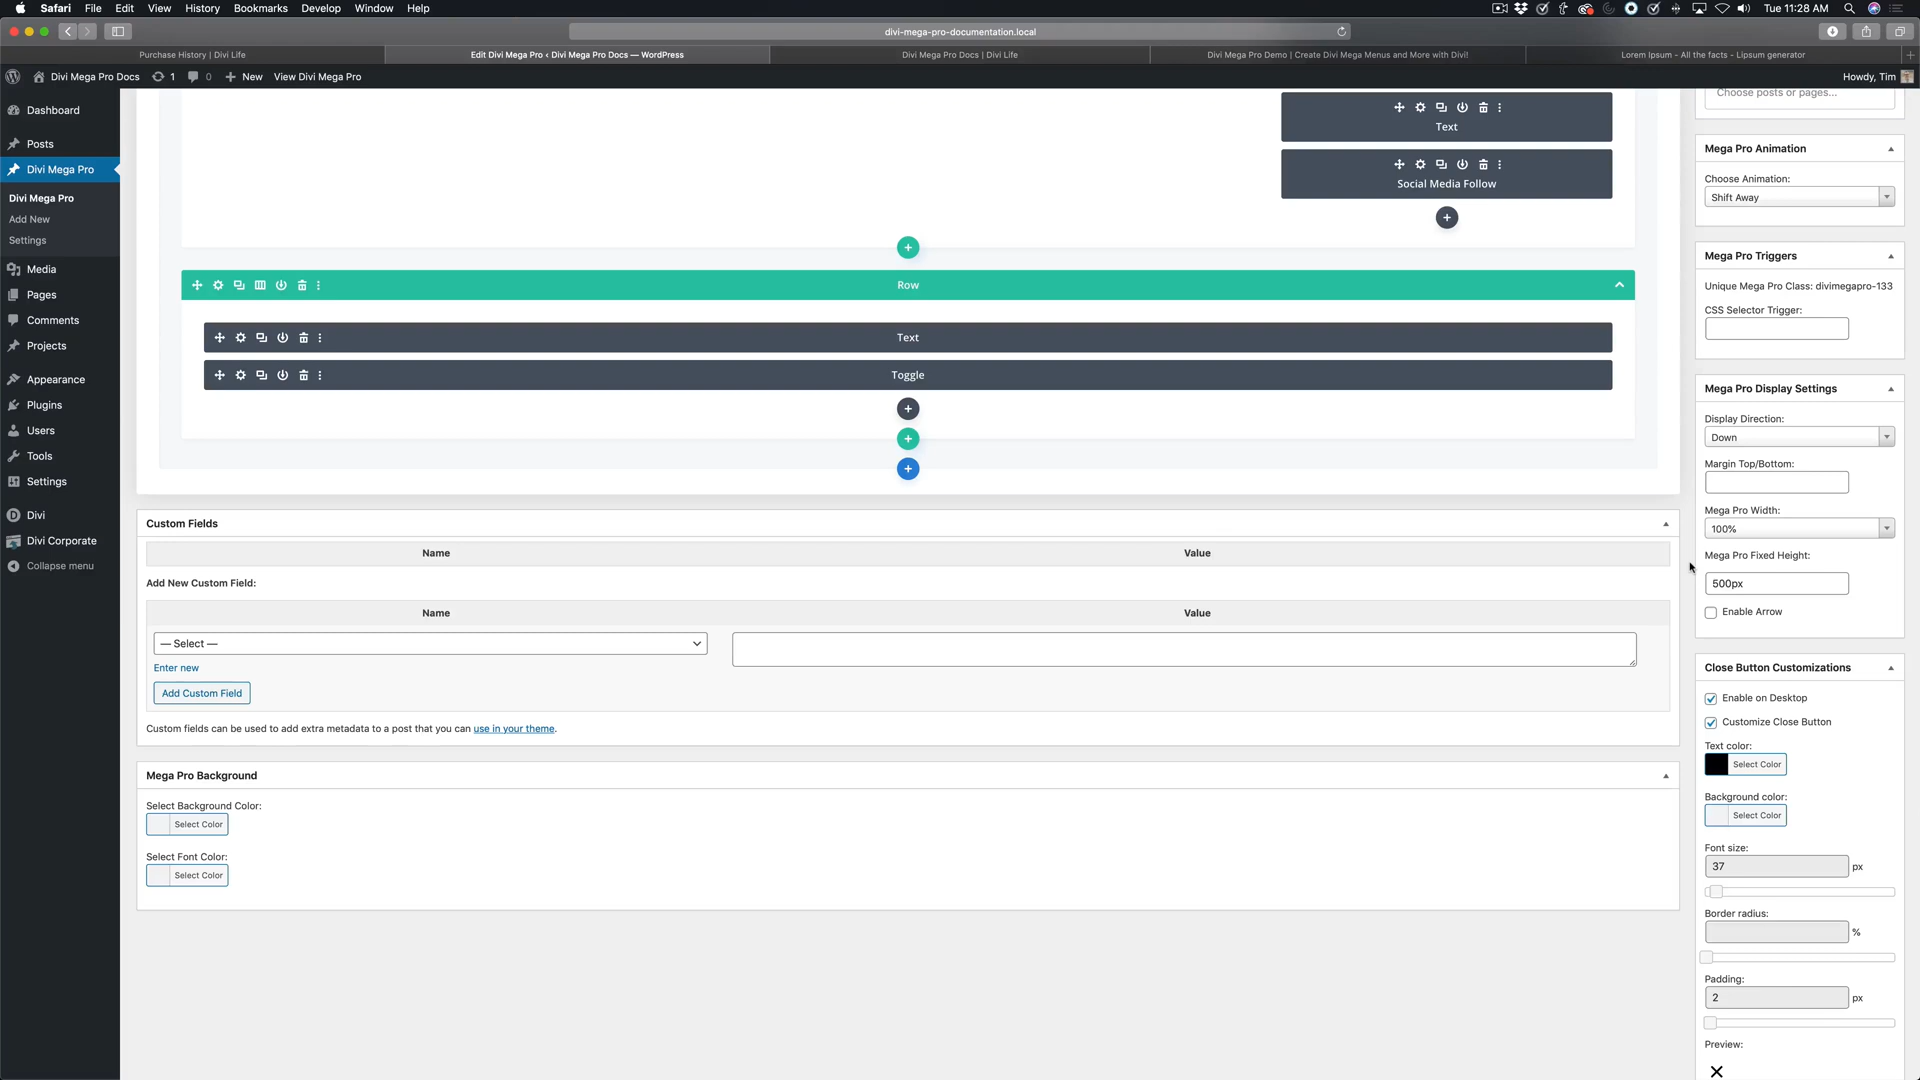 Safari File Edit View History Bookmarks Develop Window Help
Tue 11:28 AM
divi-mega-pro-documentation.local
Purchase History | Divi Life
Edit Divi Mega Pro ‹ Divi Mega Pro Docs — WordPress
Divi Mega Pro Docs | Divi Life
Divi Mega Pro Demo | Create Divi Mega Menus and More with Divi!
Lorem Ipsum - All the facts - Lipsum generator
Divi Mega Pro Docs 1 0 New View Divi Mega Pro
Howdy, Tim
Dashboard
Posts
Divi Mega Pro
Divi Mega Pro
Add New
Settings
Media
Pages
Comments
Projects
Appearance
Plugins
Users
Tools
Settings
Divi
Divi Corporate
Collapse menu
Text
Social Media Follow
Row
Text
Toggle
Custom Fields
Name Value
Add New Custom Field:
Name Value
— Select —
Enter new
Add Custom Field
Custom fields can be used to add extra metadata to a post that you can use in your theme.
Mega Pro Background
Select Background Color:
Select Color
Select Font Color:
Select Color
Choose posts or pages...
Mega Pro Animation
Choose Animation:
Shift Away
Mega Pro Triggers
Unique Mega Pro Class: divimegapro-133
CSS Selector Trigger:
Mega Pro Display Settings
Display Direction:
Down
Margin Top/Bottom:
Mega Pro Width:
100%
Mega Pro Fixed Height:
500px
Enable Arrow
Close Button Customizations
Enable on Desktop
Customize Close Button
Text color:
Select Color
Background color:
Select Color
Font size:
37 px
Border radius:
%
Padding:
2 px
Preview: